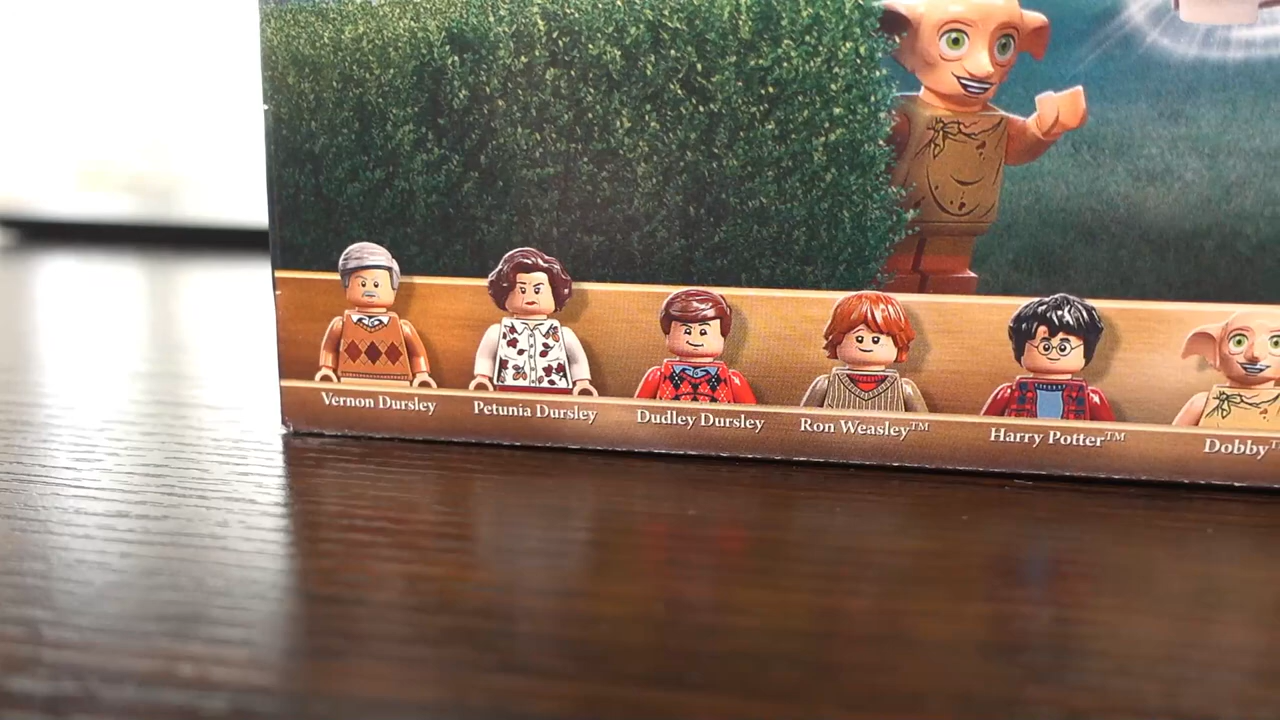 Vernon Dursley
Petunia Dursley
Dudley Dursley
Ron Weasley™
Harry Potter™
Dobby™